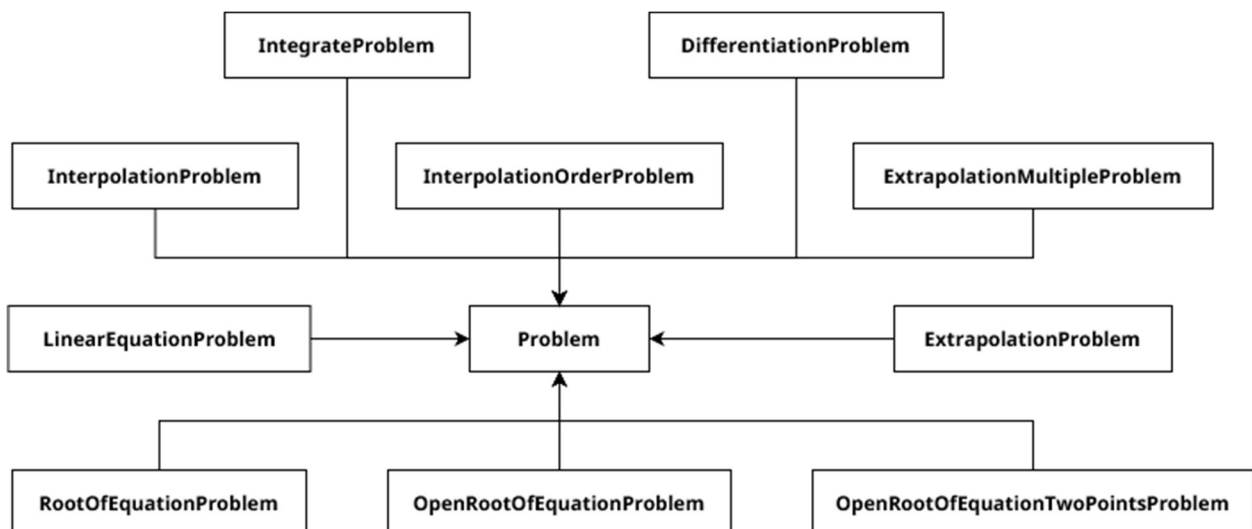 IntegrateProblem
DifferentiationProblem
InterpolationProblem
InterpolationOrderProblem
ExtrapolationMultipleProblem
LinearEquationProblem
Problem
ExtrapolationProblem
RootOfEquationProblem
OpenRootOfEquationProblem
OpenRootOfEquationTwoPointsProblem